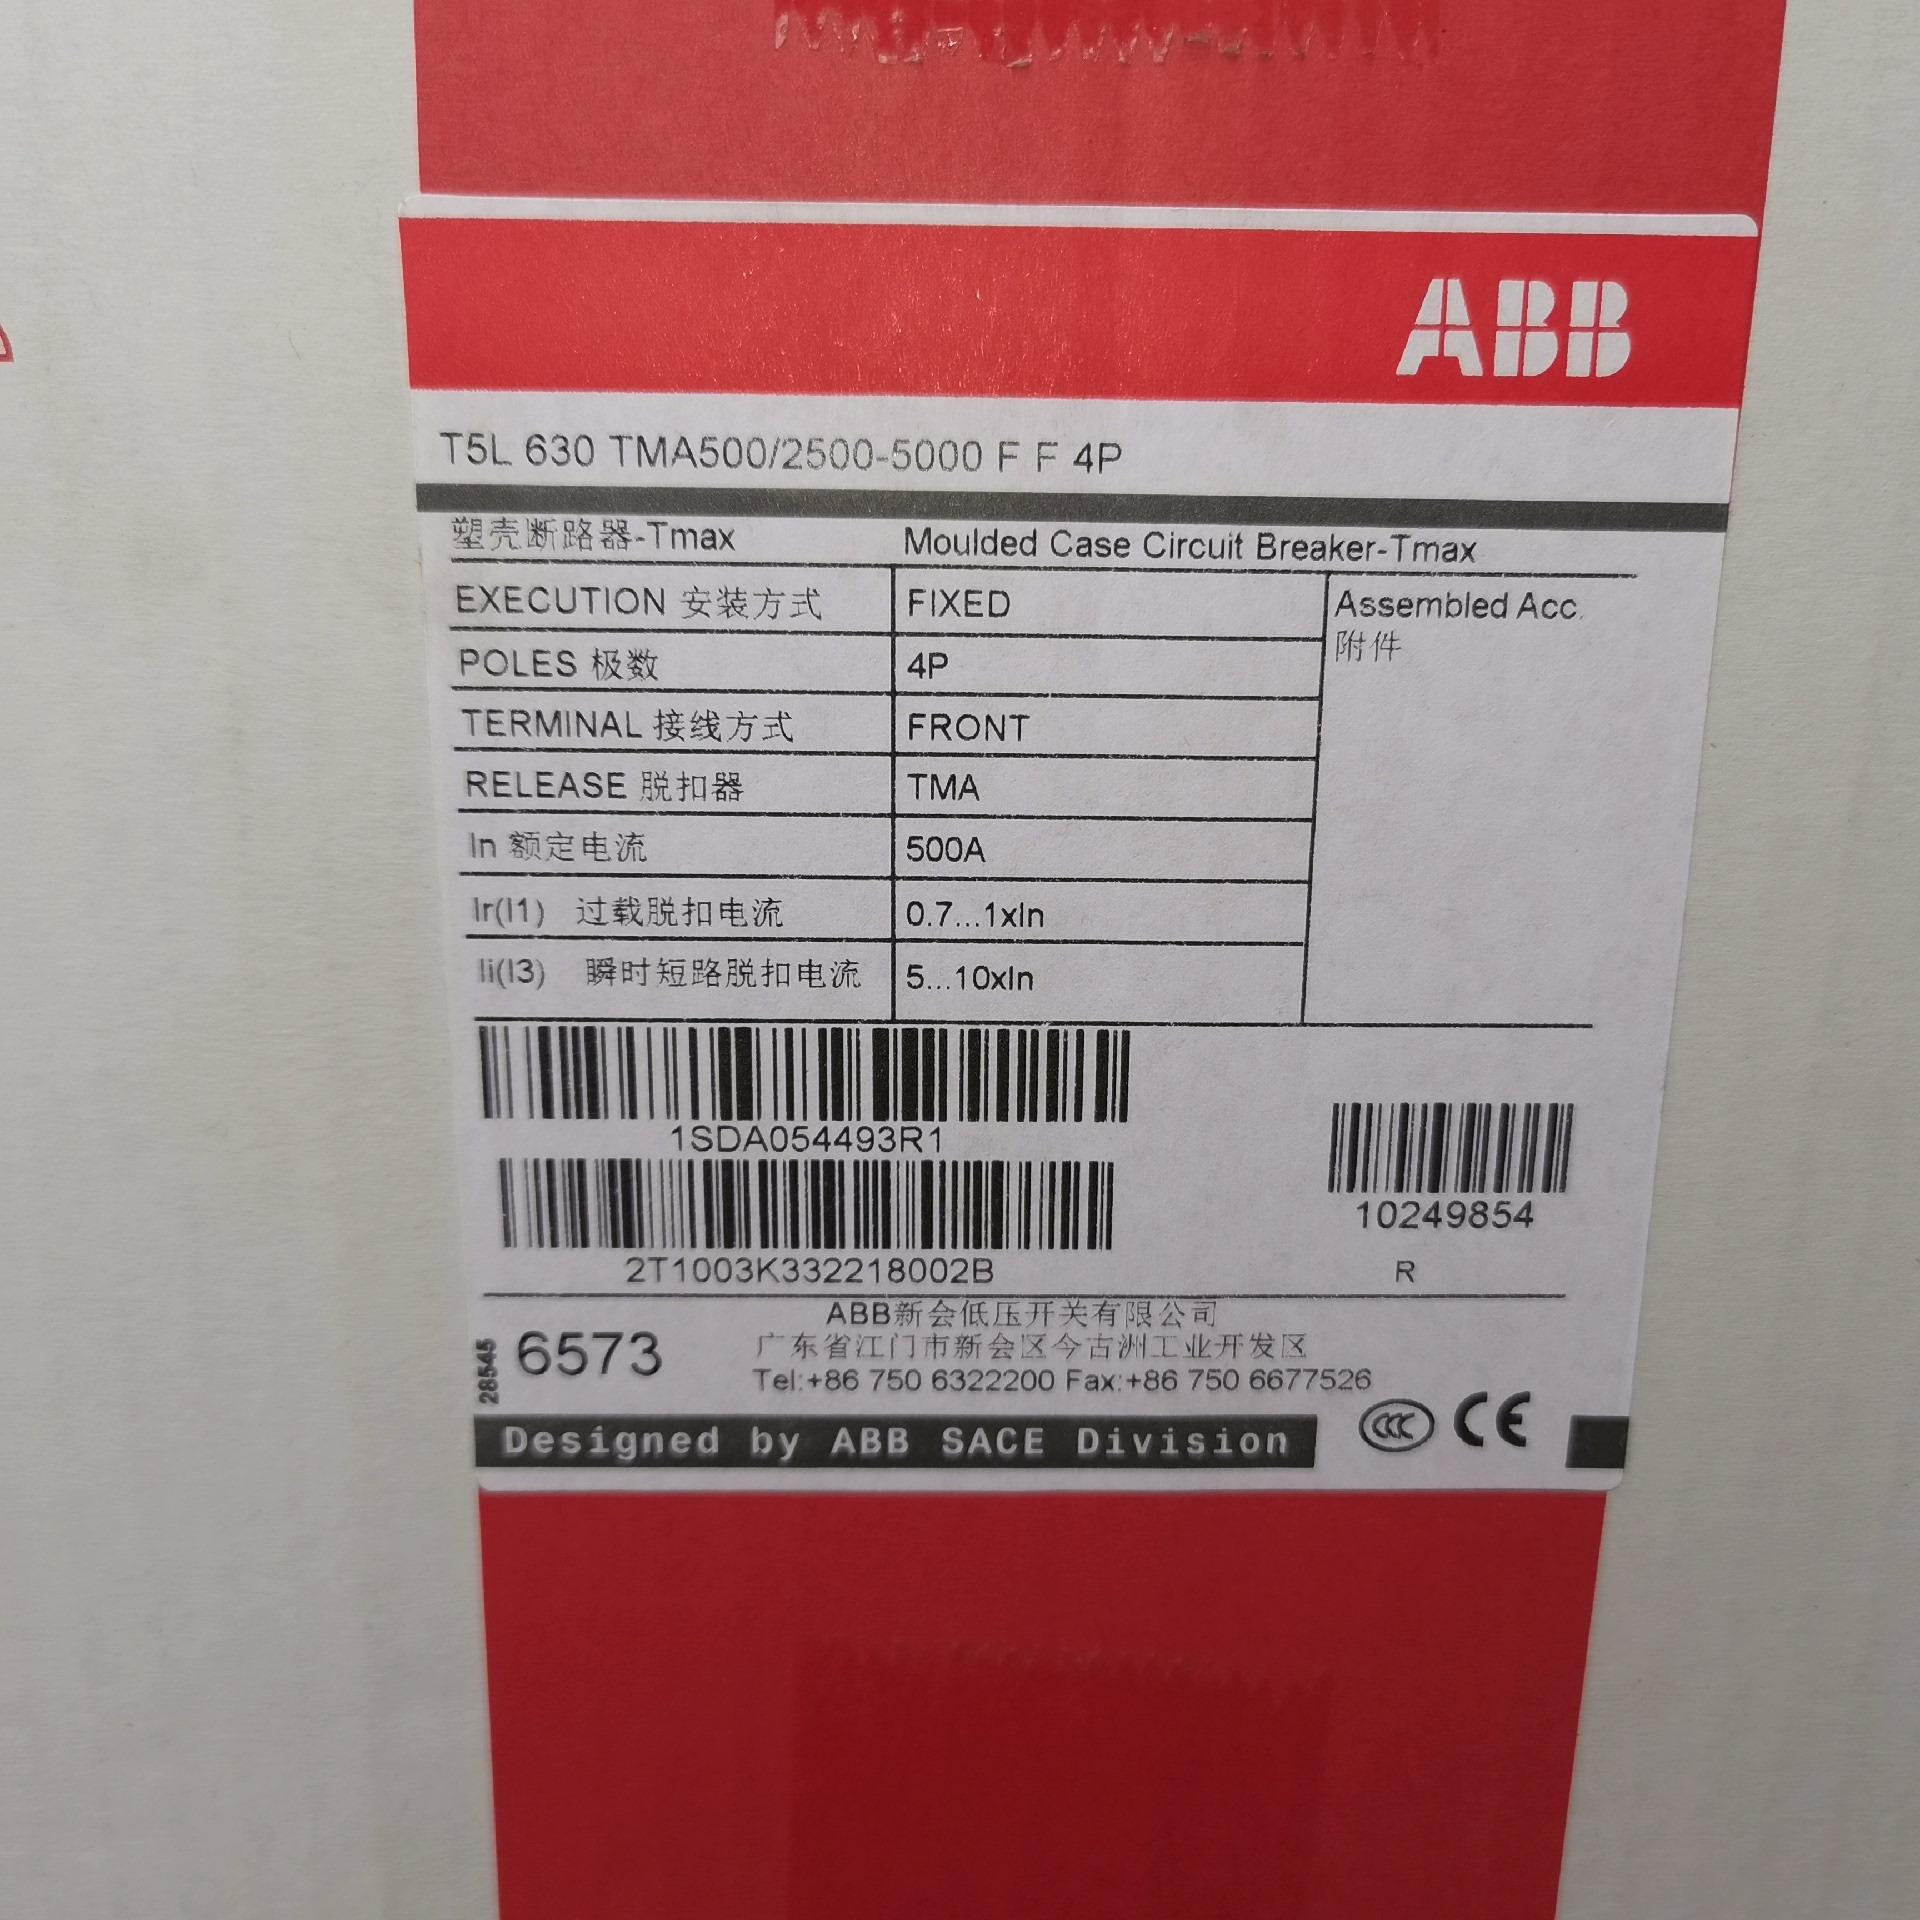 ABB
T5L 630 TMA500/2500-5000 F F 4P
塑壳断路器-Tmax Moulded Case Circuit Breaker-Tmax
EXECUTION 安装方式 FIXED Assembled Acc.
附件
POLES 极数 4P
TERMINAL 接线方式 FRONT
RELEASE 脱扣器 TMA
In 额定电流 500A
Ir(I1) 过载脱扣电流 0.7...1xIn
Ii(I3) 瞬时短路脱扣电流 5...10xIn
1SDA054493R1
10249854
2T1003K332218002B R
ABB新会低压开关有限公司
28545 6573 广东省江门市新会区今古洲工业开发区
Tel:+86 750 6322200 Fax:+86 750 6677526
Designed by ABB SACE Division CCC CE